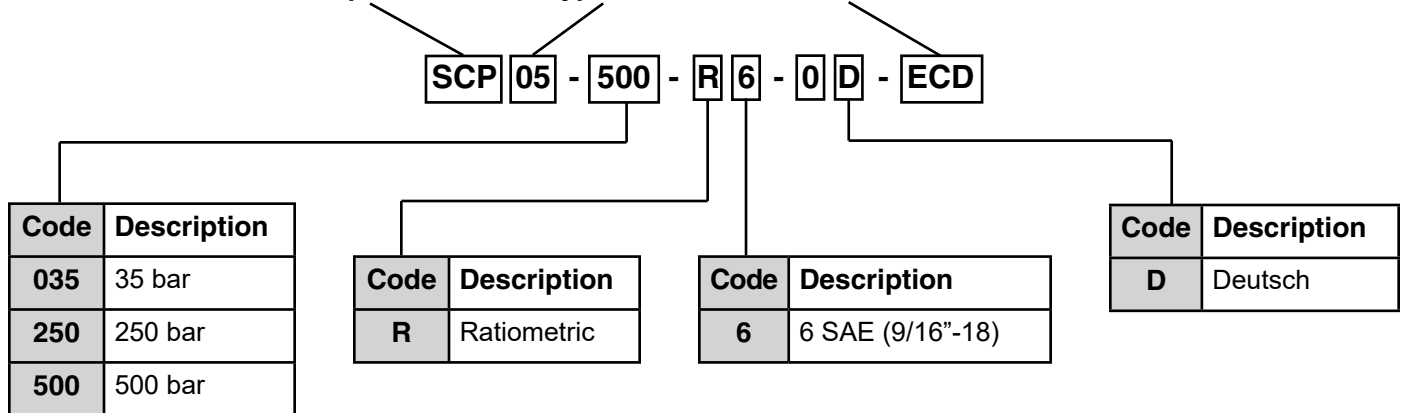 SCP 05 - 500 - R 6 - 0 D - ECD
Code Description
035 35 bar
250 250 bar
500 500 bar
Code Description
R Ratiometric
Code Description
6 6 SAE (9/16”-18)
Code Description
D Deutsch